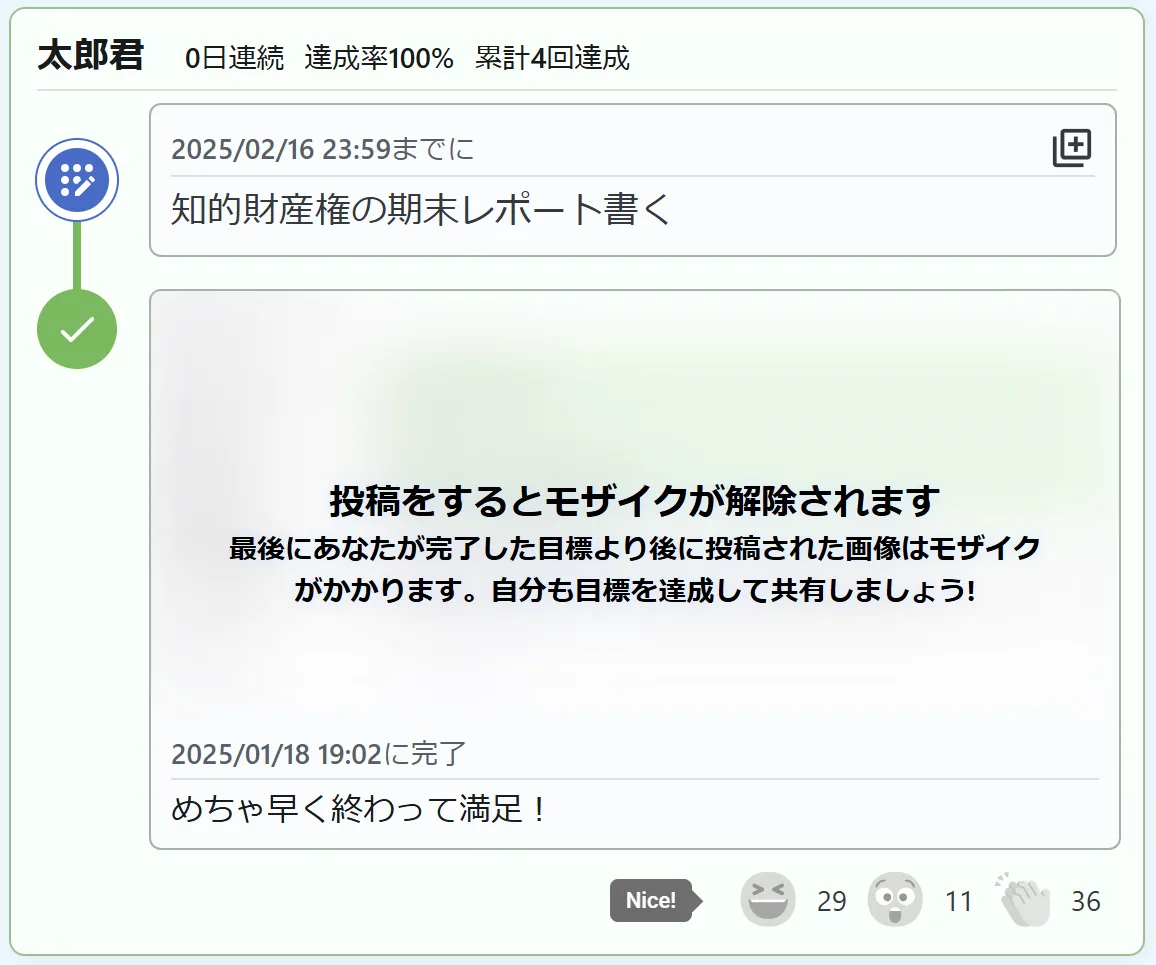 太郎君 0日連続 達成率100% 累計4回達成
2025/02/16 23:59までに
知的財産権の期末レポート書く
投稿をするとモザイクが解除されます
最後にあなたが完了した目標より後に投稿された画像はモザイク
がかかります。自分も目標を達成して共有しましょう!
2025/01/18 19:02に完了
めちゃ早く終わって満足！
Nice! 29 11 36